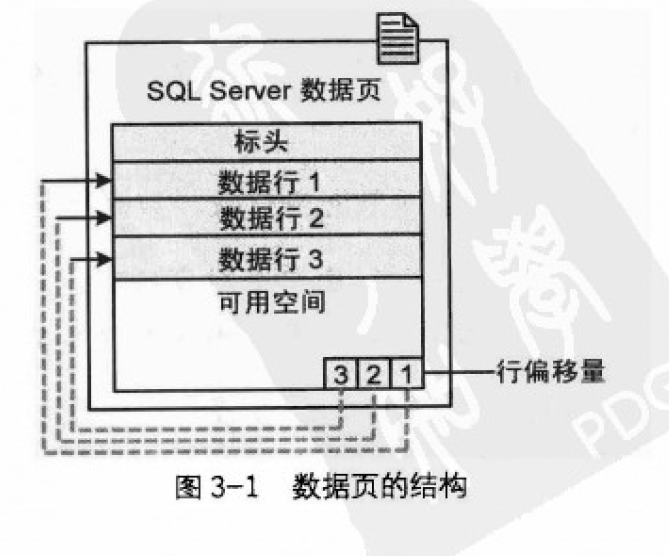 SQL Server 数据页
标头
数据行 1
数据行 2
数据行 3
可用空间
3 2 1
行偏移量
PDG
图 3-1 数据页的结构